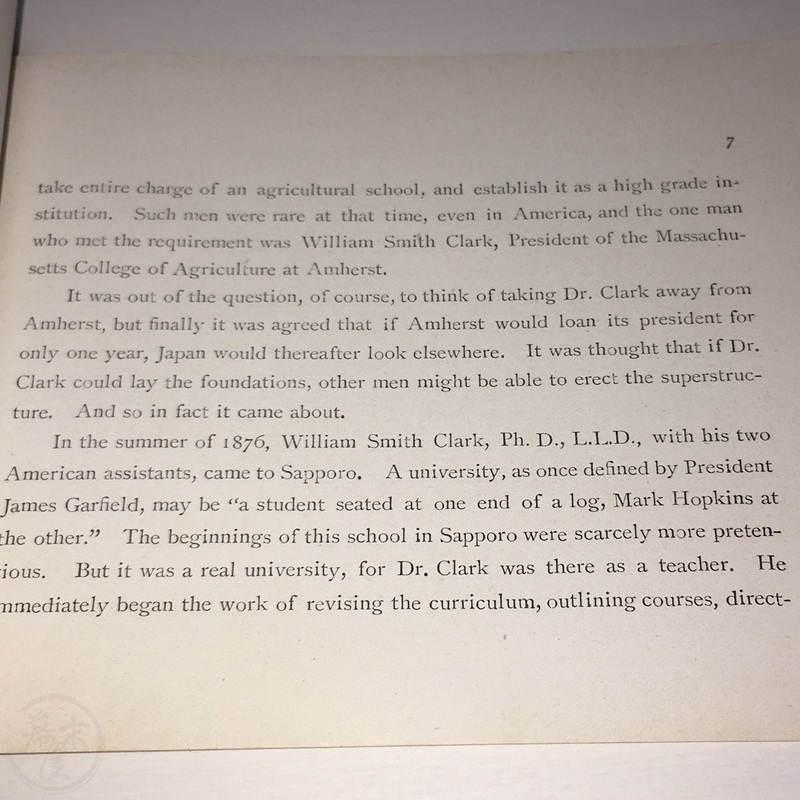 7
take entire charge of an agricultural school, and establish it as a high grade in-
stitution. Such men were rare at that time, even in America, and the one man
who met the requirement was William Smith Clark, President of the Massachu-
setts College of Agriculture at Amherst.
It was out of the question, of course, to think of taking Dr. Clark away from
Amherst, but finally it was agreed that if Amherst would loan its president for
only one year, Japan would thereafter look elsewhere. It was thought that if Dr.
Clark could lay the foundations, other men might be able to erect the superstruc-
ture. And so in fact it came about.
In the summer of 1876, William Smith Clark, Ph. D., L.L.D., with his two
American assistants, came to Sapporo. A university, as once defined by President
James Garfield, may be “a student seated at one end of a log, Mark Hopkins at
the other.” The beginnings of this school in Sapporo were scarcely more preten-
ious. But it was a real university, for Dr. Clark was there as a teacher. He
mmediately began the work of revising the curriculum, outlining courses, direct-
幕末屋